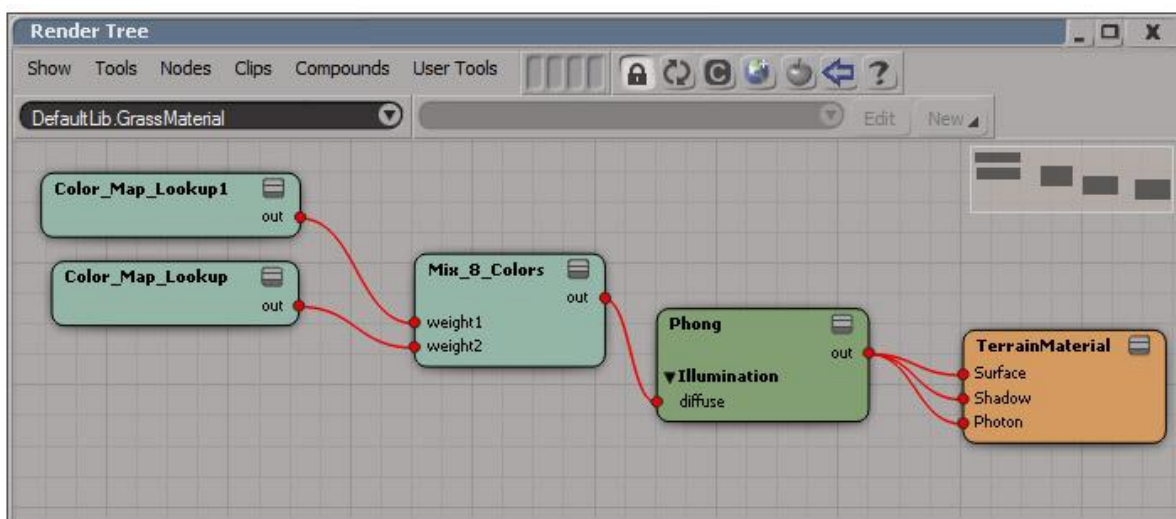 Render Tree
Show Tools Nodes Clips Compounds User Tools
DefaultLib.GrassMaterial Edit New
Color_Map_Lookup1
out
Color_Map_Lookup
out
Mix_8_Colors
out
weight1
weight2
Phong
out
Illumination
diffuse
TerrainMaterial
Surface
Shadow
Photon